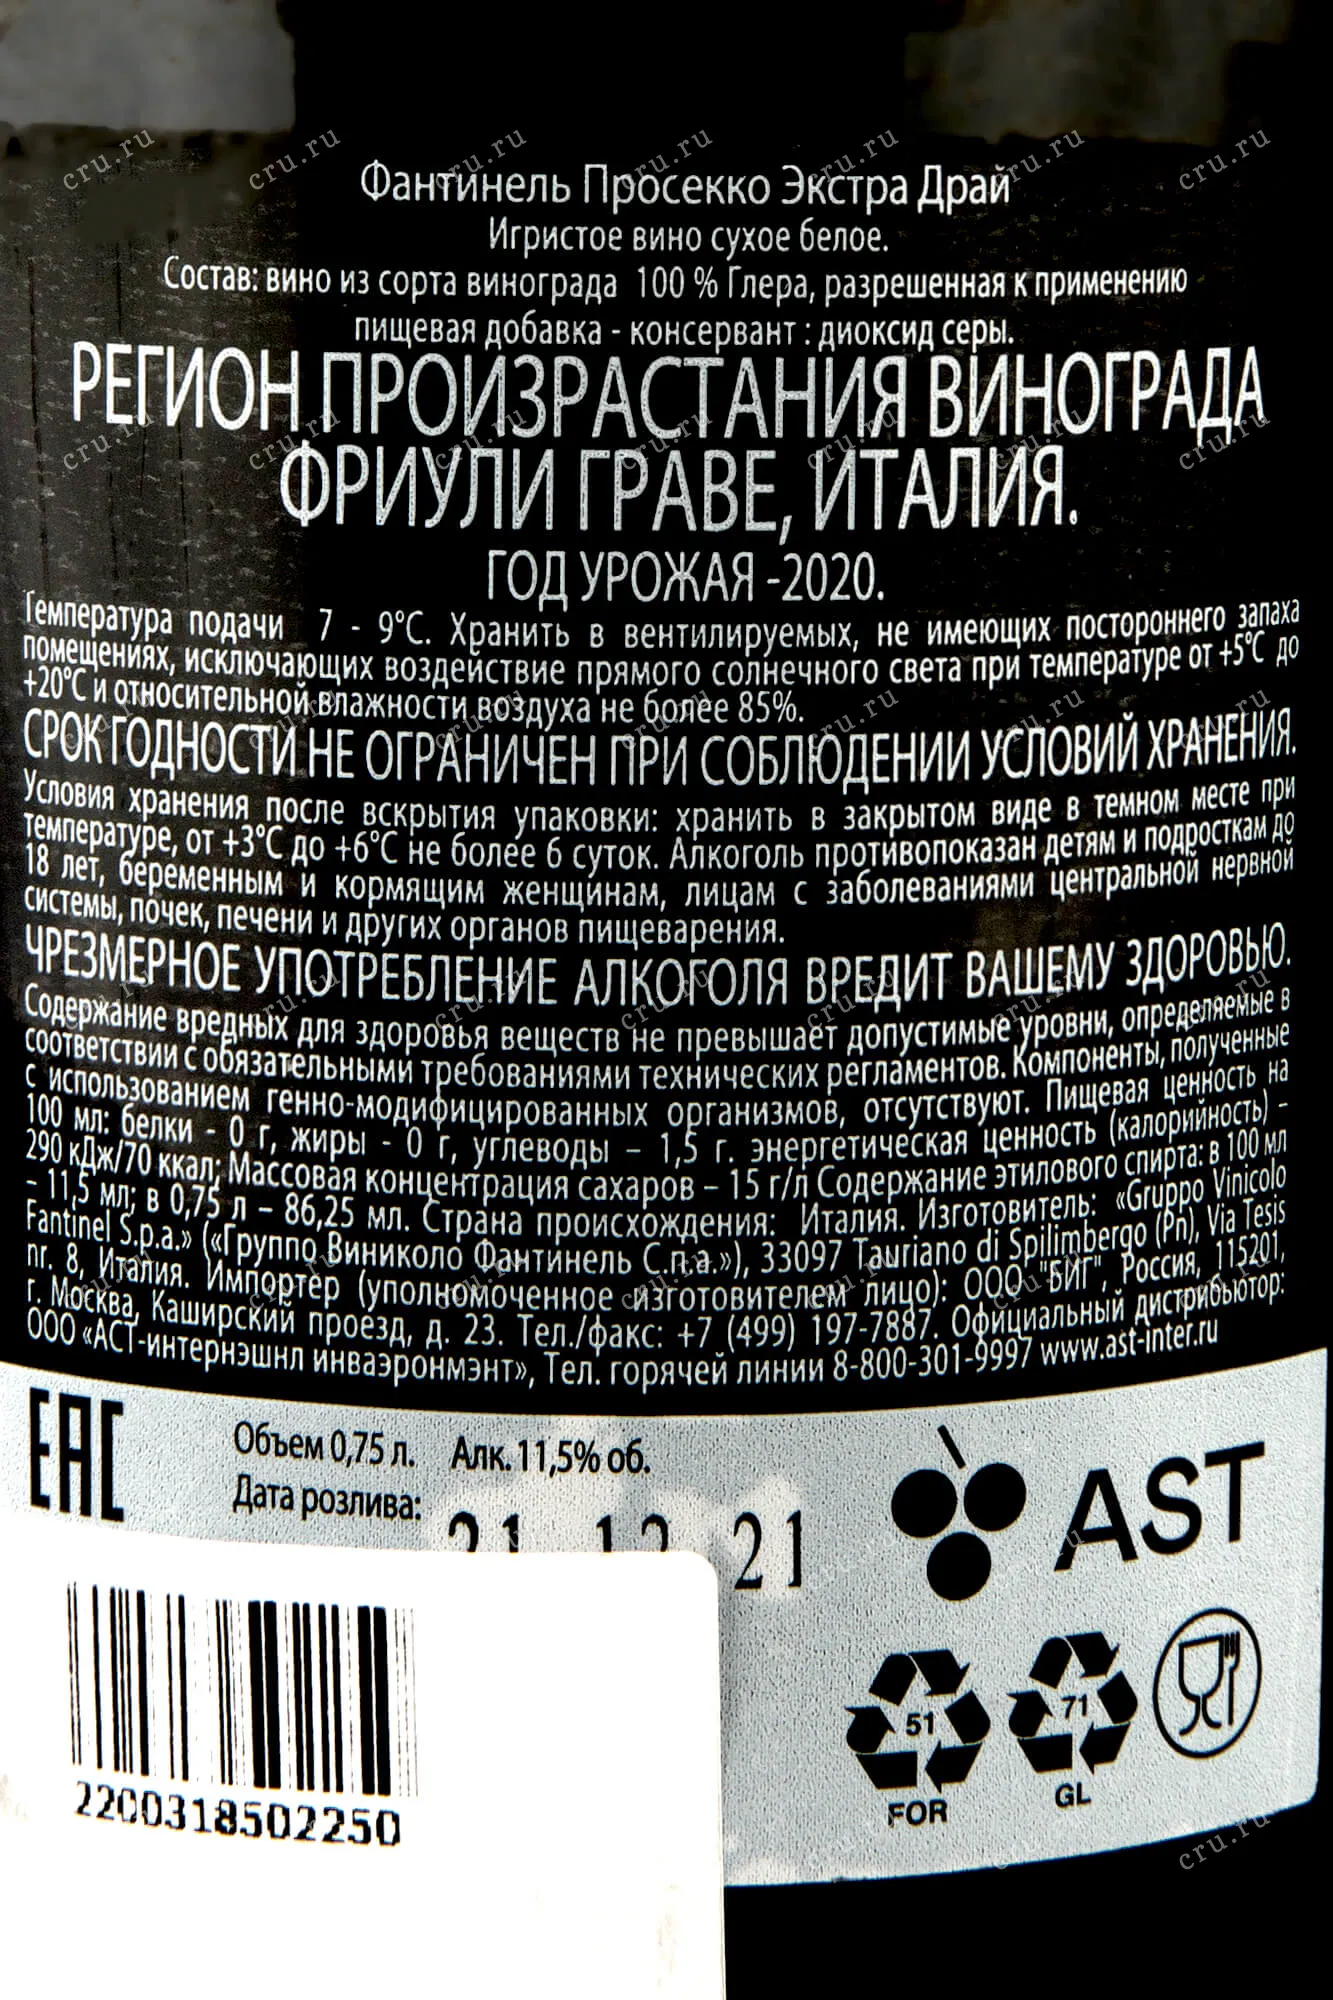 Фантинель Просекко Экстра Драй
Игристое вино сухое белое.
Состав: вино из сорта винограда 100 % Глера, разрешенная к применению
пищевая добавка - консервант : диоксид серы.
РЕГИОН ПРОИЗРАСТАНИЯ ВИНОГРАДА
ФРИУЛИ ГРАВЕ, ИТАЛИЯ.
ГОД УРОЖАЯ -2020.
Температура подачи 7 - 9°С. Хранить в вентилируемых, не имеющих постороннего запаха
помещениях, исключающих воздействие прямого солнечного света при температуре от +5°С до
+20°С и относительной влажности воздуха не более 85%.
СРОК ГОДНОСТИ НЕ ОГРАНИЧЕН ПРИ СОБЛЮДЕНИИ УСЛОВИЙ ХРАНЕНИЯ.
Условия хранения после вскрытия упаковки: хранить в закрытом виде в темном месте при
температуре, от +3°С до +6°С не более 6 суток. Алкоголь противопоказан детям и подросткам до
18 лет, беременным и кормящим женщинам, лицам с заболеваниями центральной нервной
системы, почек, печени и других органов пищеварения.
ЧРЕЗМЕРНОЕ УПОТРЕБЛЕНИЕ АЛКОГОЛЯ ВРЕДИТ ВАШЕМУ ЗДОРОВЬЮ.
Содержание вредных для здоровья веществ не превышает допустимые уровни, определяемые в
соответствии с обязательными требованиями технических регламентов. Компоненты, полученные
с использованием генно-модифицированных организмов, отсутствуют. Пищевая ценность на
100 мл: белки - 0 г, жиры - 0 г, углеводы – 1,5 г. энергетическая ценность (калорийность) –
290 кДж/70 ккал; Массовая концентрация сахаров – 15 г/л Содержание этилового спирта: в 100 мл
– 11,5 мл; в 0,75 л – 86,25 мл. Страна происхождения: Италия. Изготовитель: «Gruppo Vinicolo
Fantinel S.p.a.» («Группо Виниколо Фантинель С.п.а.»), 33097 Tauriano di Spilimbergo (Pn), Via Tesis
nr. 8, Италия. Импортёр (уполномоченное изготовителем лицо): ООО "БИГ", Россия, 115201,
г. Москва, Каширский проезд, д. 23. Тел./факс: +7 (499) 197-7887. Официальный дистрибьютор:
ООО «АСТ-интернэшнл инваэронмэнт», Тел. горячей линии 8-800-301-9997 www.ast-inter.ru
EAC
Объем 0,75 л. Алк. 11,5% об.
Дата розлива:
21 12 21
AST
51
FOR
71
GL
2200318502250
cru.ru